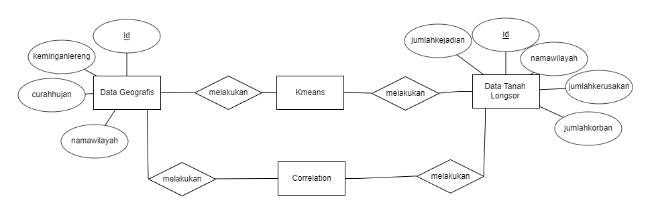 id
kemiringanlereng
curahhujan
namawilayah
Data Geografis
melakukan
Kmeans
melakukan
jumlahkejadian
id
namawilayah
jumlahkerusakan
jumlahkorban
Data Tanah
Longsor
melakukan
Correlation
melakukan